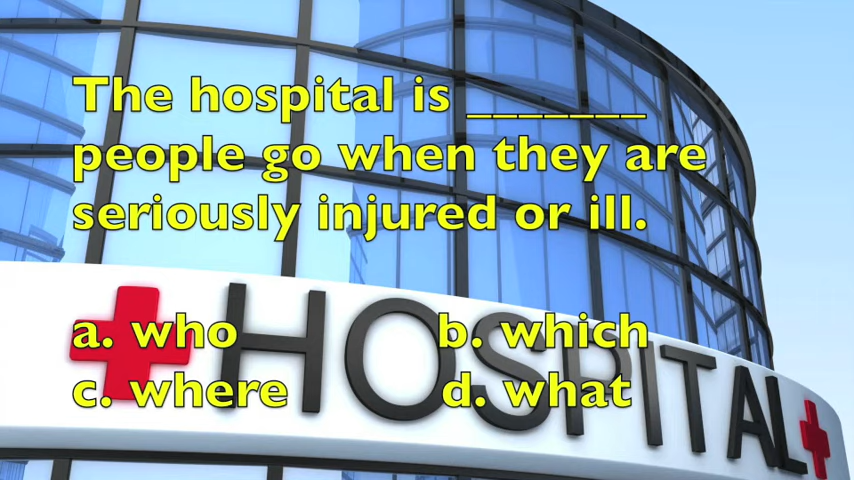 The hospital is _______
people go when they are
seriously injured or ill.
a. who b. which
c. where d. what
HOSPITAL